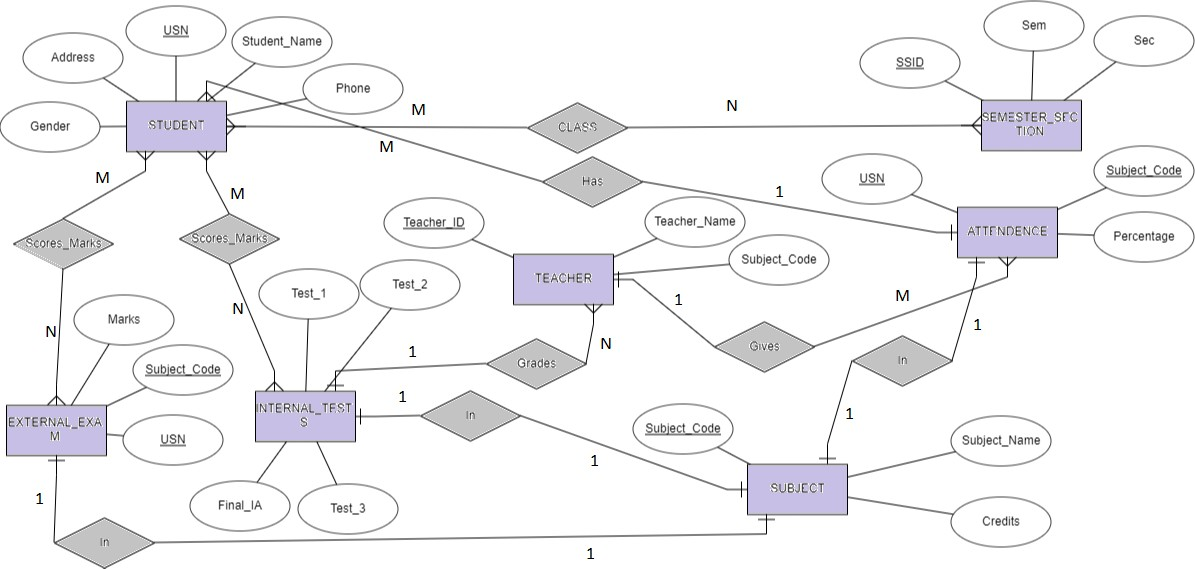 USN
Student_Name
Address
Phone
Gender
STUDENT
M
CLASS
N
Sem
Sec
SSID
SEMESTER_SEC
TION
M
Has
1
USN
Subject_Code
Percentage
ATTENDENCE
M
Scores_Marks
N
M
Scores_Marks
N
Teacher_ID
Teacher_Name
Subject_Code
TEACHER
1
Gives
M
N
Grades
1
1
In
1
Test_1
Test_2
INTERNAL_TEST
S
Final_IA
Test_3
Marks
Subject_Code
USN
EXTERNAL_EXA
M
1
In
1
1
In
1
Subject_Code
Subject_Name
Credits
SUBJECT